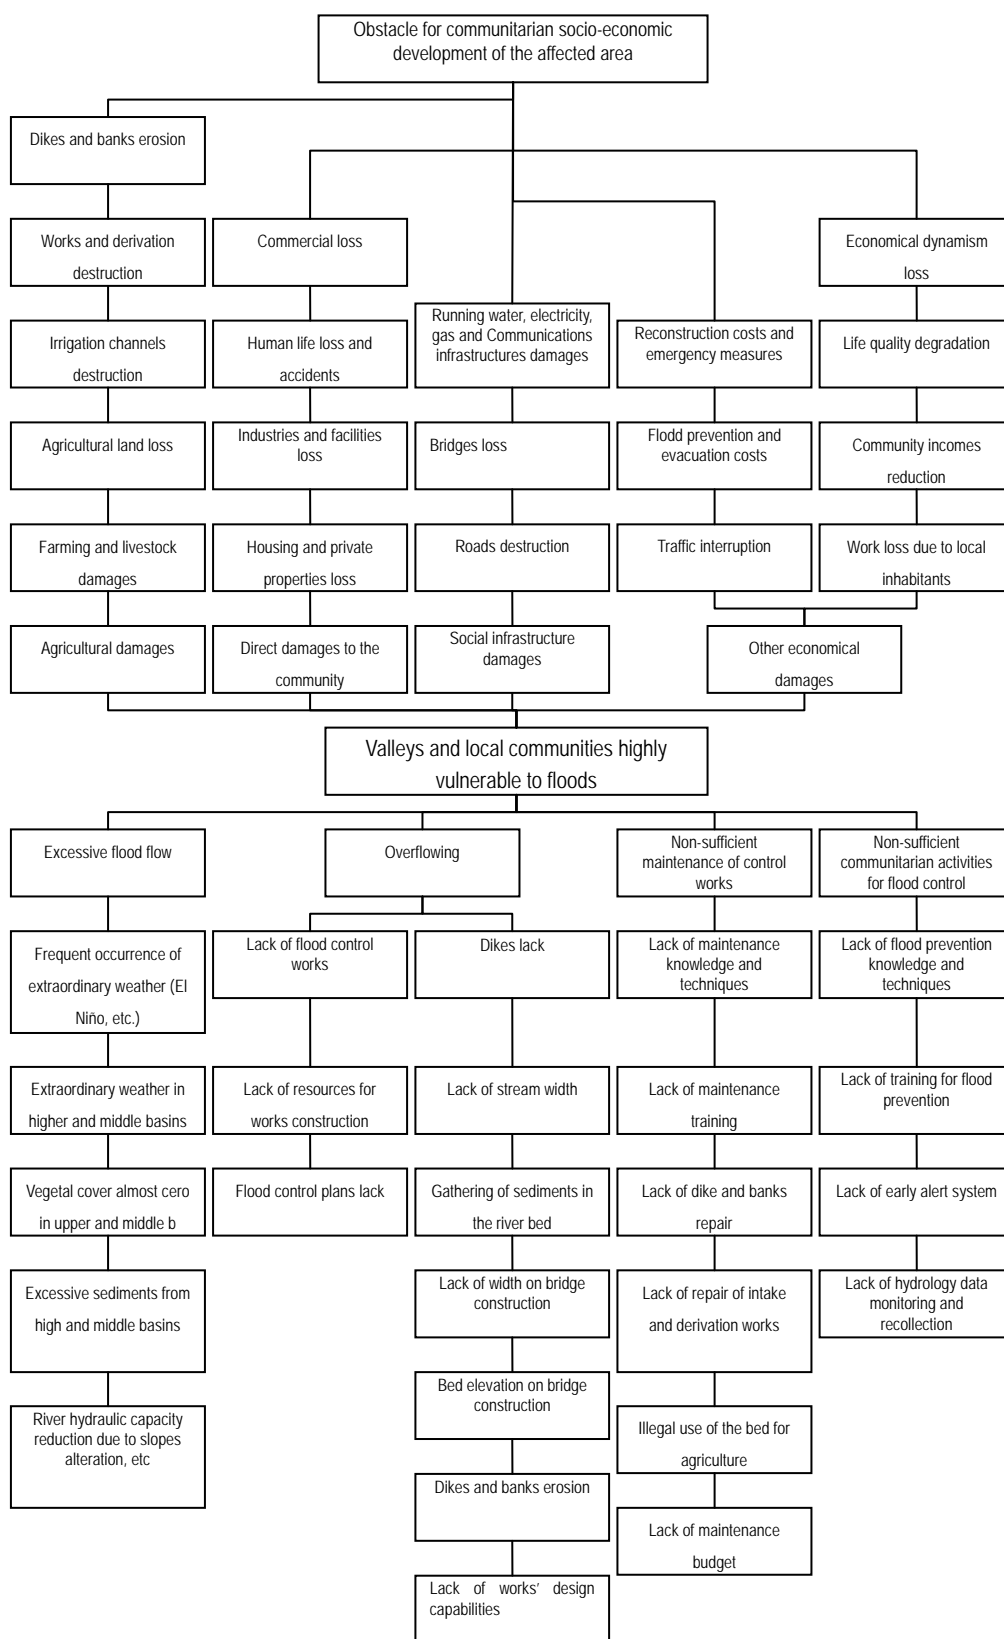 Obstacle for communitarian socio-economic
development of the affected area
Dikes and banks erosion
Works and derivation
destruction
Commercial loss
Economical dynamism
loss
Running water, electricity,
gas and Communications
infrastructures damages
Irrigation channels
destruction
Human life loss and
accidents
Reconstruction costs and
emergency measures
Life quality degradation
Agricultural land loss
Industries and facilities
loss
Bridges loss
Flodd prevention and
evacuation costs
Community incomes
reduction
Farming and livestock
damages
Housing and private
properties loss
Roads destruction
Traffic interruption
Work loss due to local
inhabitants
Agricultural damages
Direct damages to the
community
Social infrastructure
damages
Other economical
damages
Valleys and local communities highly
vulnerable to floods
Excessive flood flow
Overflowing
Non-sufficient
maintenance of control
works
Non-sufficient
communitarian activities
for flood control
Frequent occurrence of
extraordinary weather (El
Niño, etc.)
Lack of flood control
works
Dikes lack
Lack of maintenance
knowledge and
techniques
Lack of flood prevention
knowledge and
techniques
Extraordinary weather in
higher and middle basins
Lack of resources for
works construction
Lack of stream width
Lack of maintenance
training
Lack of training for flood
prevention
Vegetal cover almost cero
in upper and middle b
Flood control plans lack
Gathering of sediments in
the river bed
Lack of dike and banks
repair
Lack of early alert system
Excessive sediments from
high and middle basins
Lack of width on bridge
construction
Lack of repair of intake
and derivation works
Lack of hydrology data
monitoring and
recollection
River hydraulic capacity
reduction due to slopes
alteration, etc
Bed elevation on bridge
construction
Illegal use of the bed for
agriculture
Dikes and banks erosion
Lack of maintenance
budget
Lack of works' design
capabilities